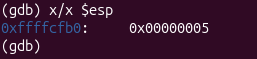 (gdb) x/x $esp
0xffffcfb0:     0x00000005
(gdb)